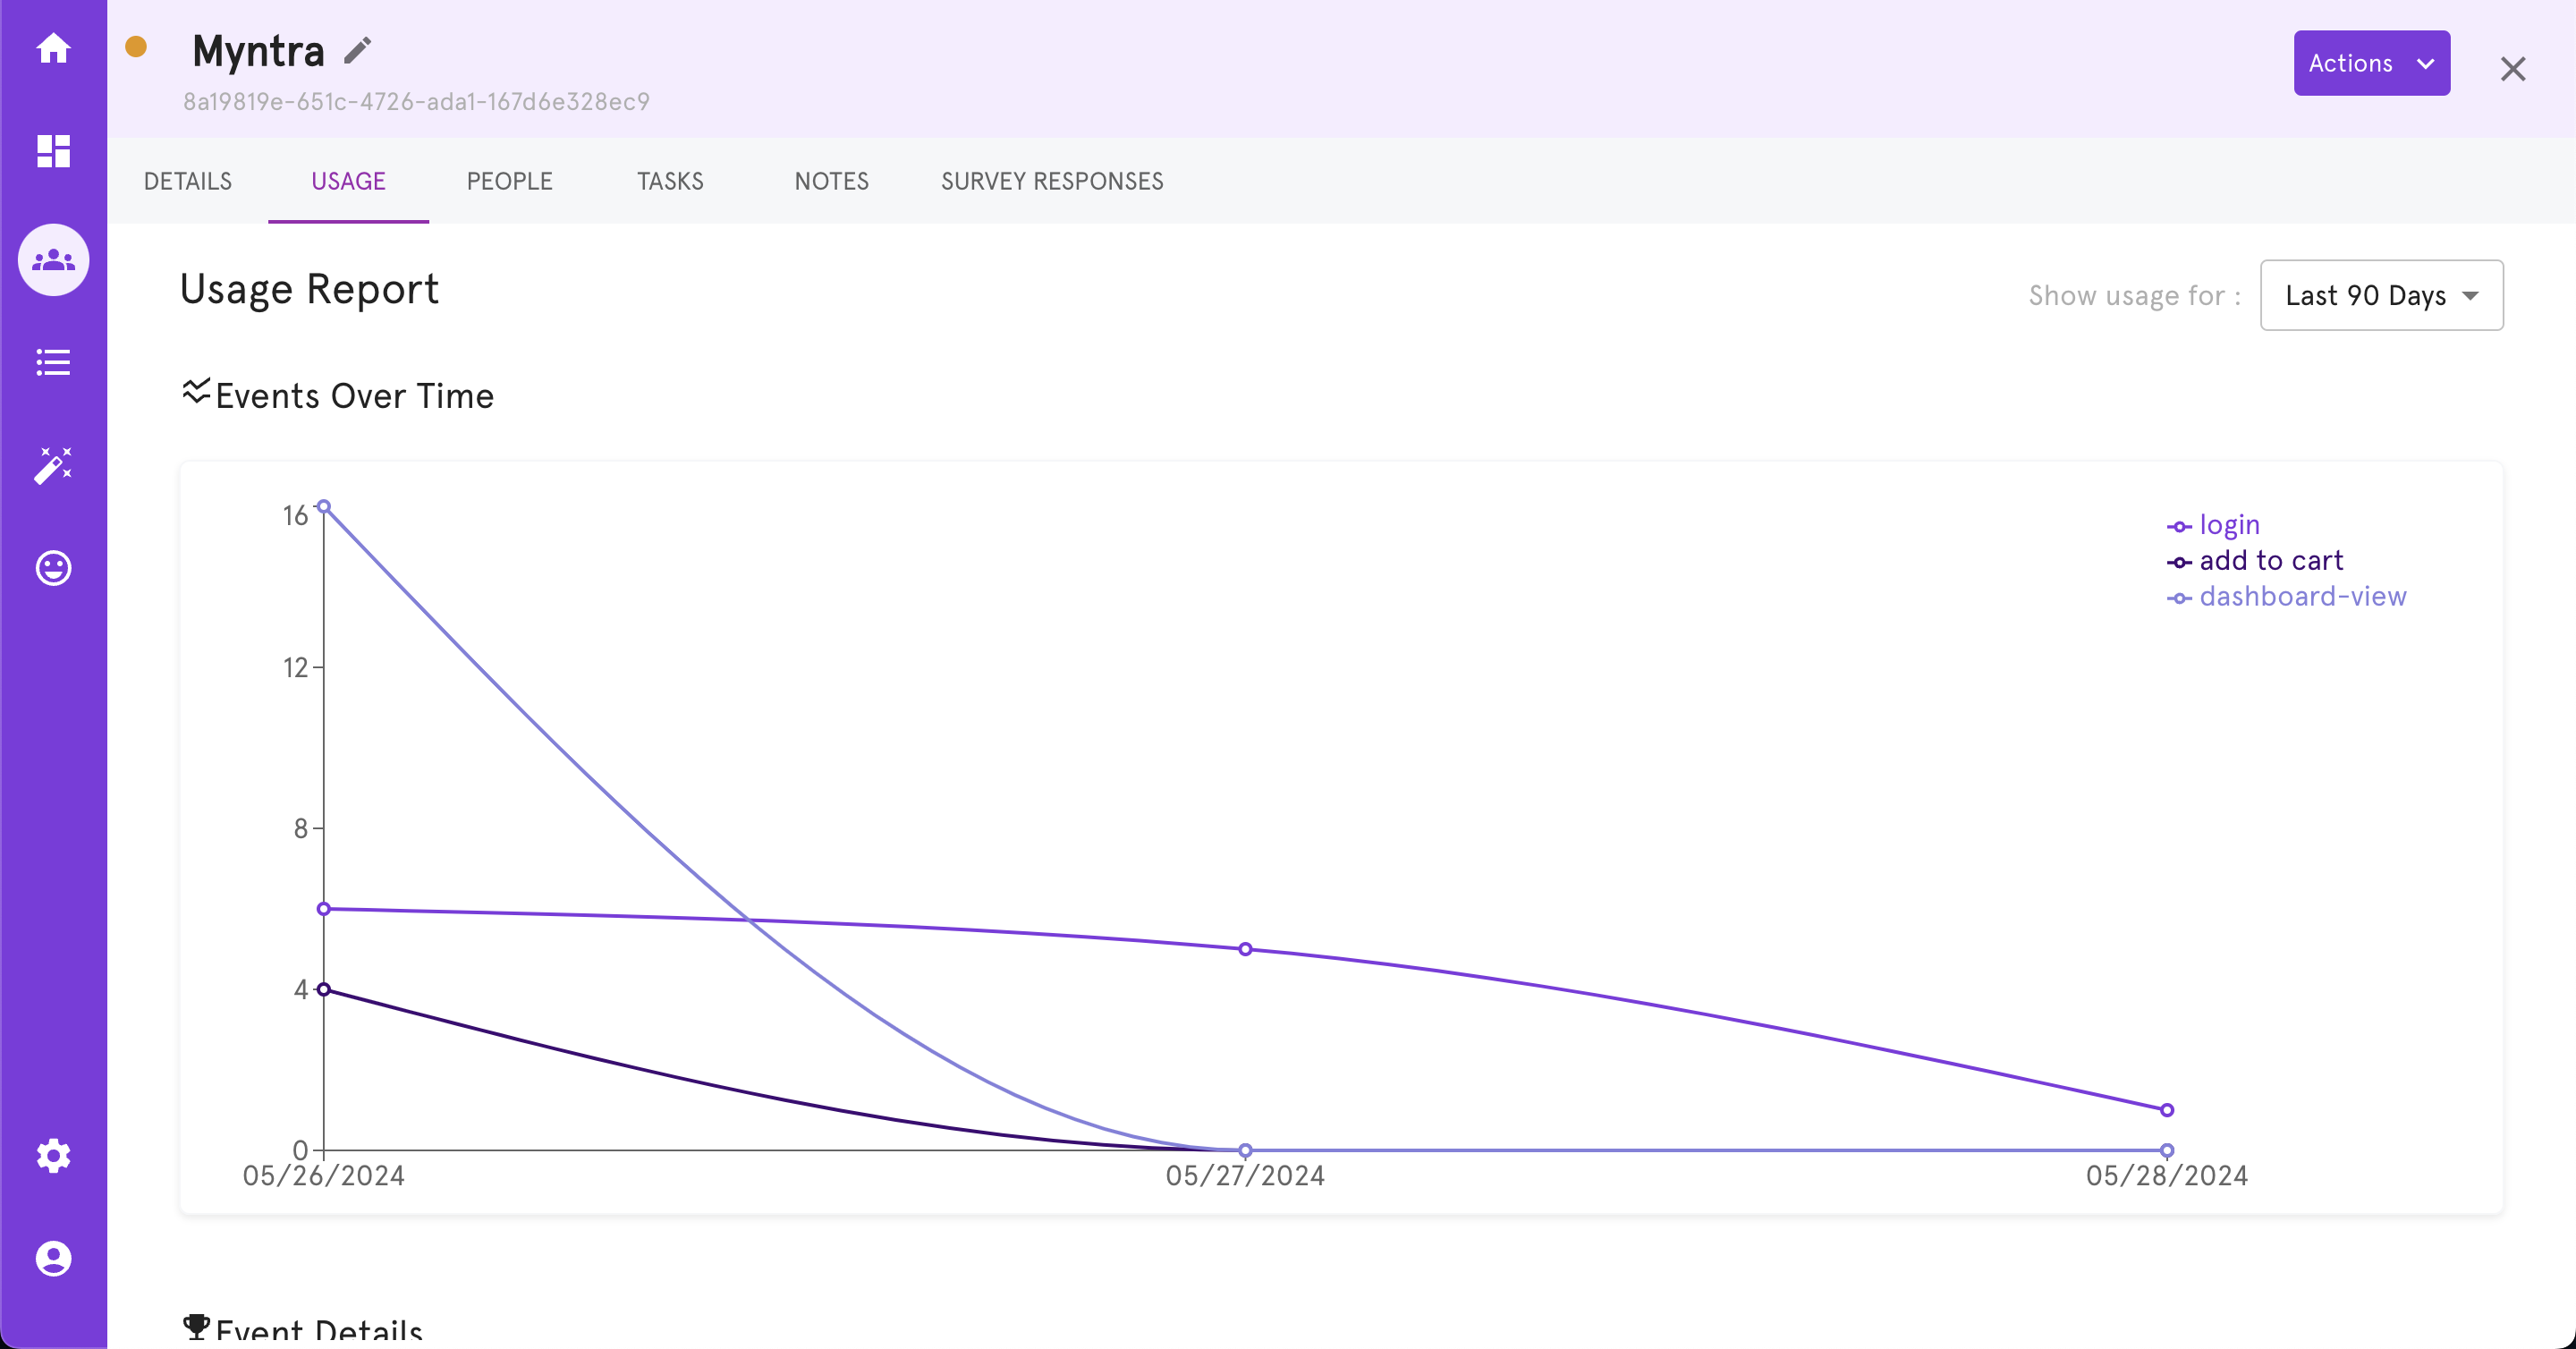 Myntra
8a19819e-651c-4726-ada1-167d6e328ec9
Actions
DETAILS USAGE PEOPLE TASKS NOTES SURVEY RESPONSES
Usage Report
Show usage for : Last 90 Days
Events Over Time
16
12
8
4
0
login
add to cart
dashboard-view
05/26/2024 05/27/2024 05/28/2024
Event Details